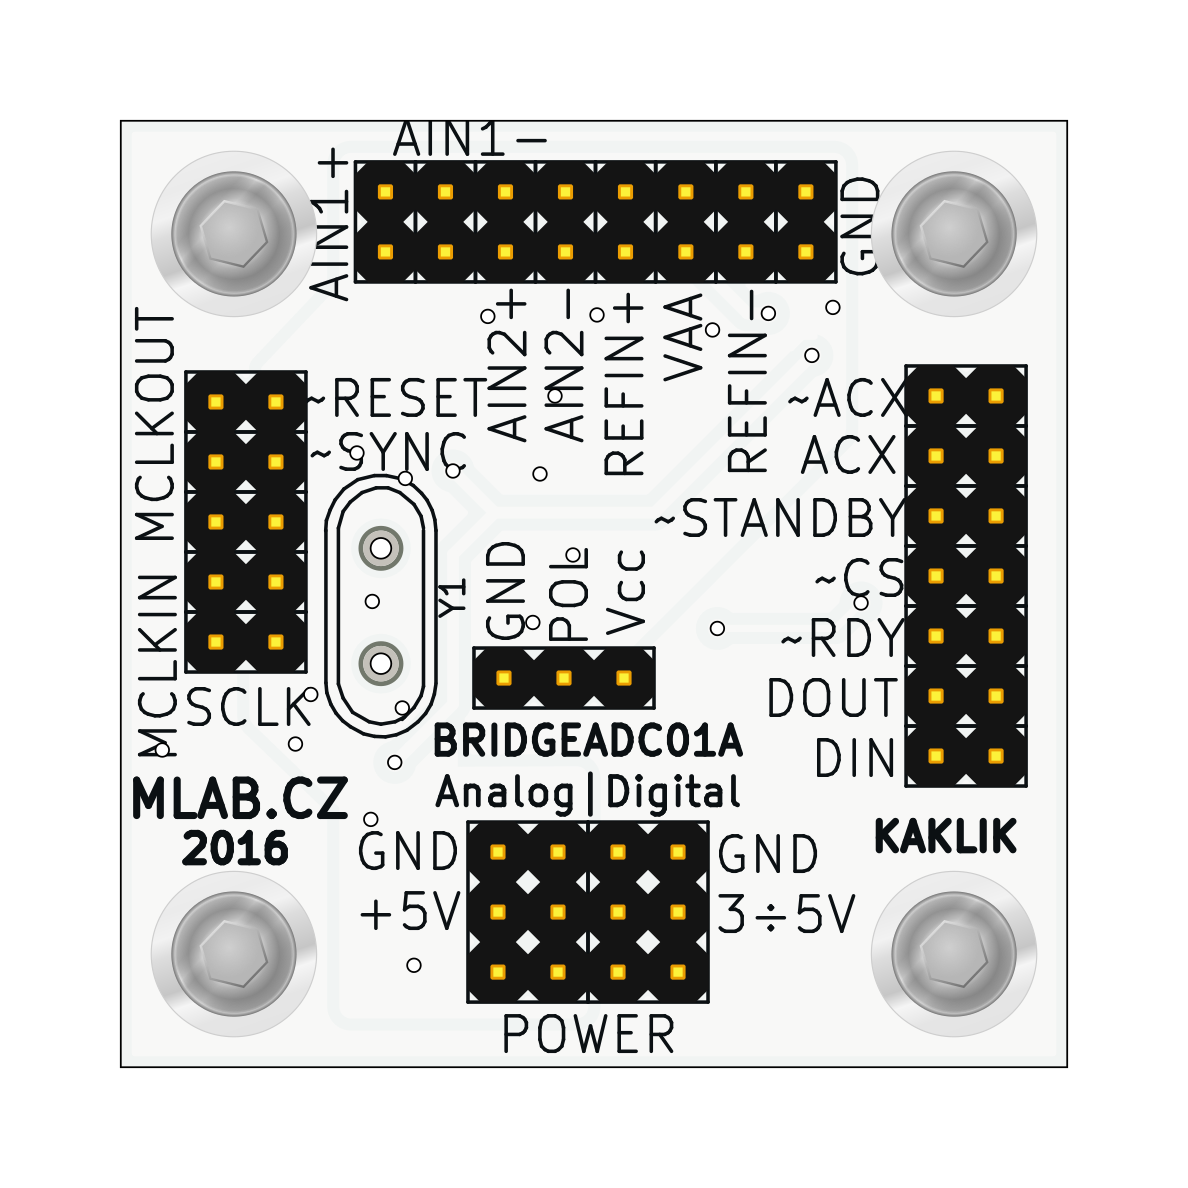 AIN1-
AIN1+
GND
AIN2+
AIN2-
REFIN+
VAA
REFIN-
MCLKOUT
MCLKIN
~RESET
~SYNC
~ACX
ACX
~STANDBY
~CS
~RDY
DOUT
DIN
Y1
GND
POL
Vcc
SCLK
BRIDGEADC01A
Analog|Digital
MLAB.CZ
2016
KAKLIK
GND
+5V
GND
3÷5V
POWER